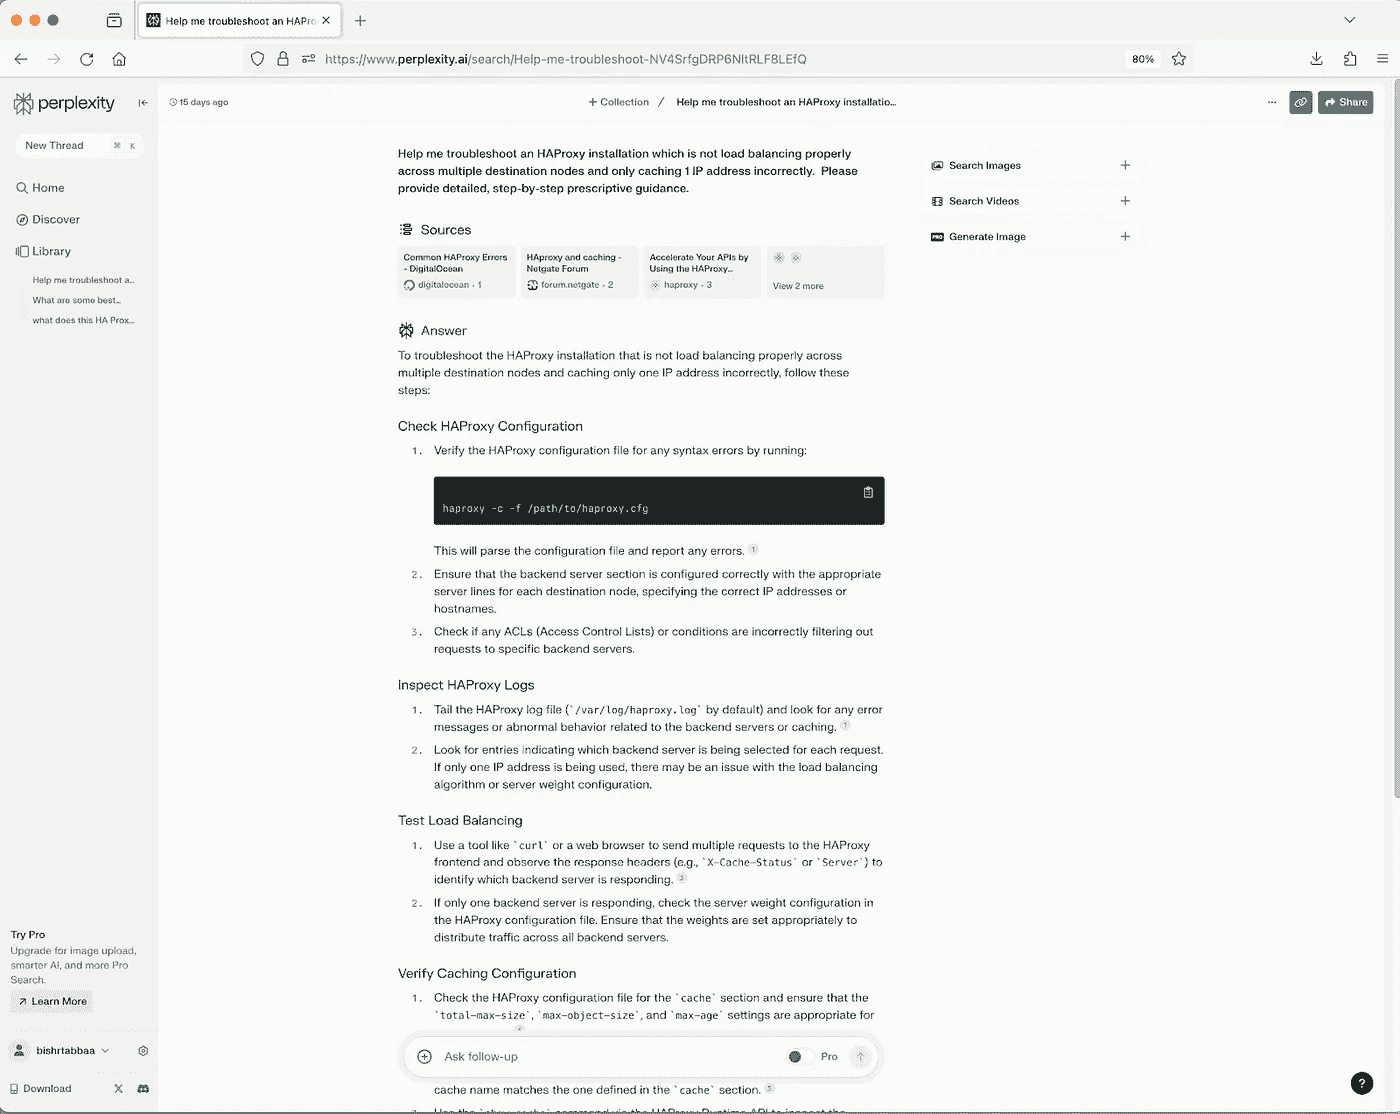 Help me troubleshoot an HAPro
https://www.perplexity.ai/search/Help-me-troubleshoot-NV4SrfgDRP6NItRLF8LEfQ
80%
perplexity
15 days ago
+ Collection / Help me troubleshoot an HAProxy installatio...
Share
New Thread ⌘ K
Home
Discover
Library
Help me troubleshoot a...
What are some best...
what does this HA Prox...
Help me troubleshoot an HAProxy installation which is not load balancing properly
across multiple destination nodes and only caching 1 IP address incorrectly. Please
provide detailed, step-by-step prescriptive guidance.
Search Images +
Search Videos +
PRO Generate Image +
Sources
Common HAProxy Errors
- DigitalOcean
digitalocean · 1
HAproxy and caching -
Netgate Forum
forum.netgate · 2
Accelerate Your APIs by
Using the HAProxy...
haproxy · 3
View 2 more
Answer
To troubleshoot the HAProxy installation that is not load balancing properly across
multiple destination nodes and caching only one IP address incorrectly, follow these
steps:
Check HAProxy Configuration
1. Verify the HAProxy configuration file for any syntax errors by running:
haproxy -c -f /path/to/haproxy.cfg
This will parse the configuration file and report any errors. 1
2. Ensure that the backend server section is configured correctly with the appropriate
server lines for each destination node, specifying the correct IP addresses or
hostnames.
3. Check if any ACLs (Access Control Lists) or conditions are incorrectly filtering out
requests to specific backend servers.
Inspect HAProxy Logs
1. Tail the HAProxy log file (`/var/log/haproxy.log` by default) and look for any error
messages or abnormal behavior related to the backend servers or caching. 1
2. Look for entries indicating which backend server is being selected for each request.
If only one IP address is being used, there may be an issue with the load balancing
algorithm or server weight configuration.
Test Load Balancing
1. Use a tool like `curl` or a web browser to send multiple requests to the HAProxy
frontend and observe the response headers (e.g., `X-Cache-Status` or `Server`) to
identify which backend server is responding. 3
2. If only one backend server is responding, check the server weight configuration in
the HAProxy configuration file. Ensure that the weights are set appropriately to
distribute traffic across all backend servers.
Verify Caching Configuration
1. Check the HAProxy configuration file for the `cache` section and ensure that the
`total-max-size`, `max-object-size`, and `max-age` settings are appropriate for
Ask follow-up
Pro
cache name matches the one defined in the `cache` section. 5
Try Pro
Upgrade for image upload,
smarter AI, and more Pro
Search.
Learn More
bishrtabbaa
Download
?